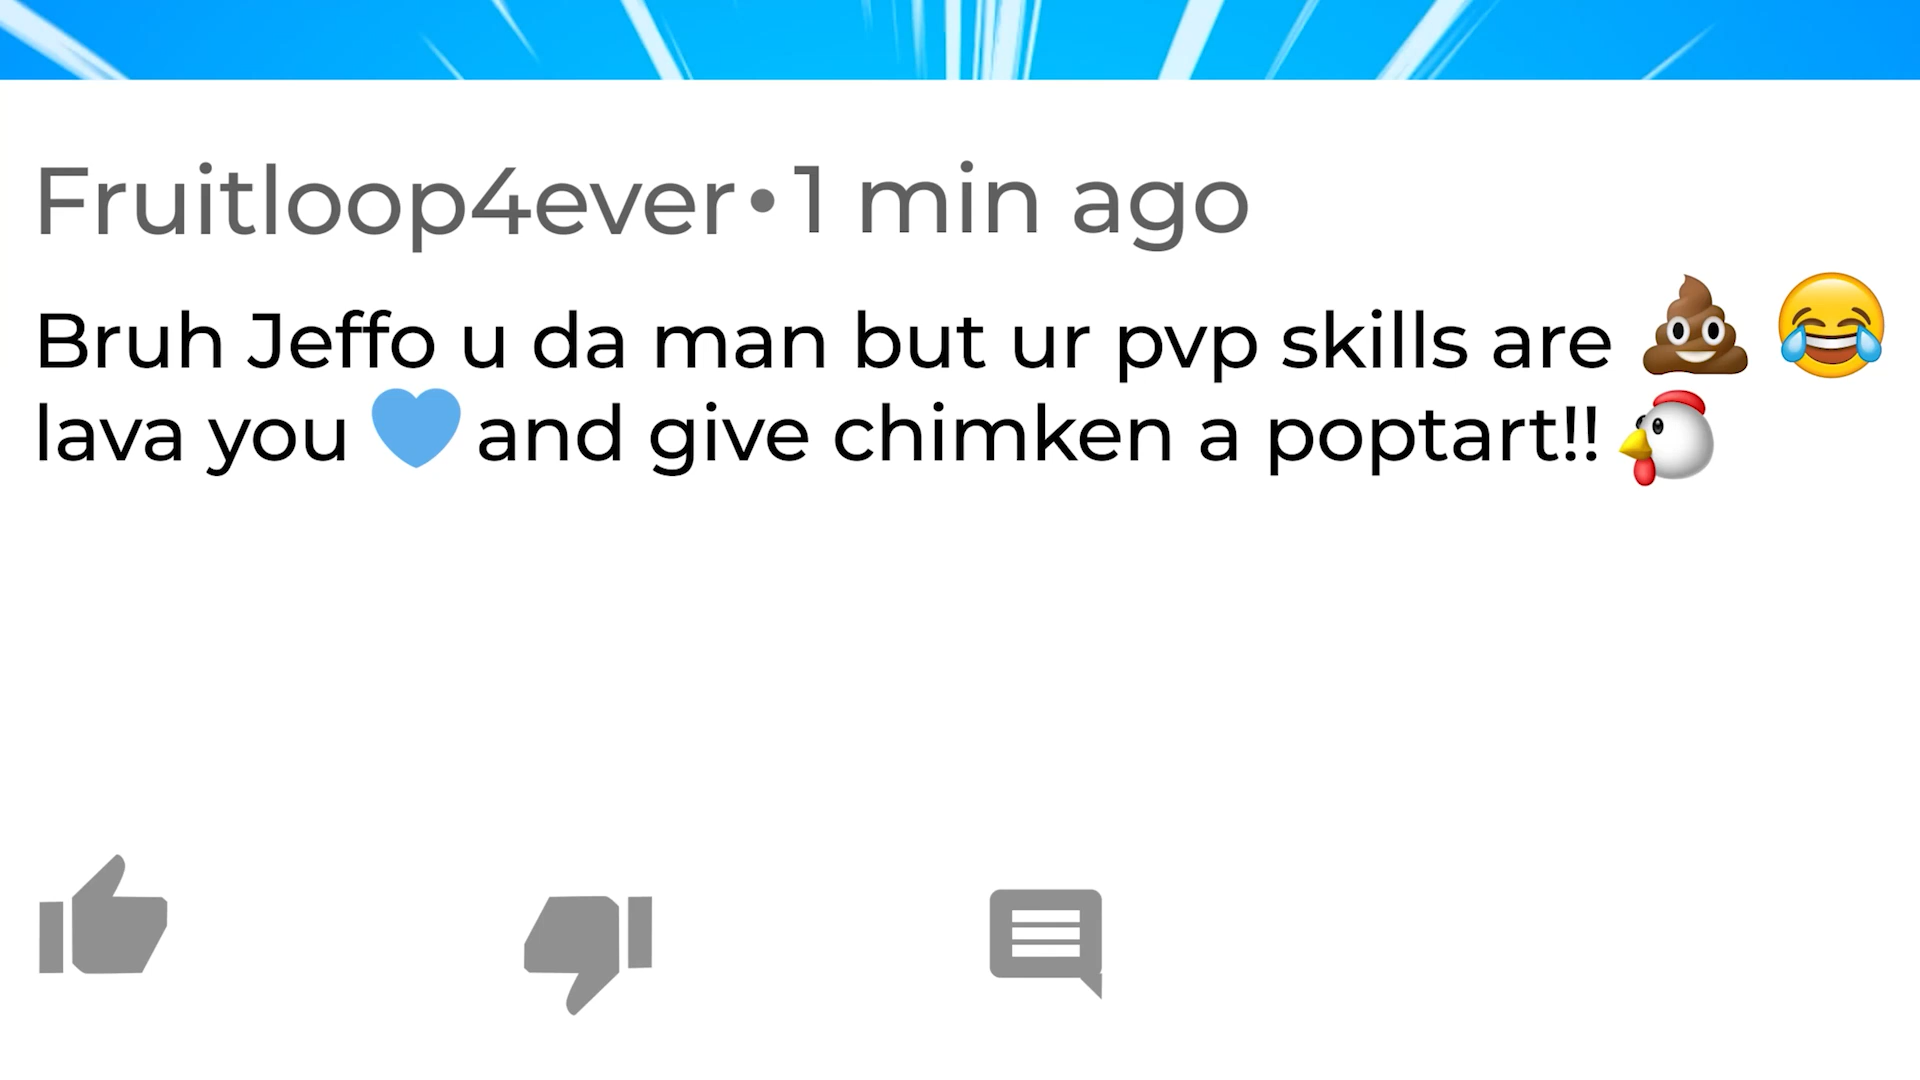 Fruitloop4ever•1 min ago
Bruh Jeffo u da man but ur pvp skills are 💩 😂
lava you 💙 and give chimken a poptart!! 🐔